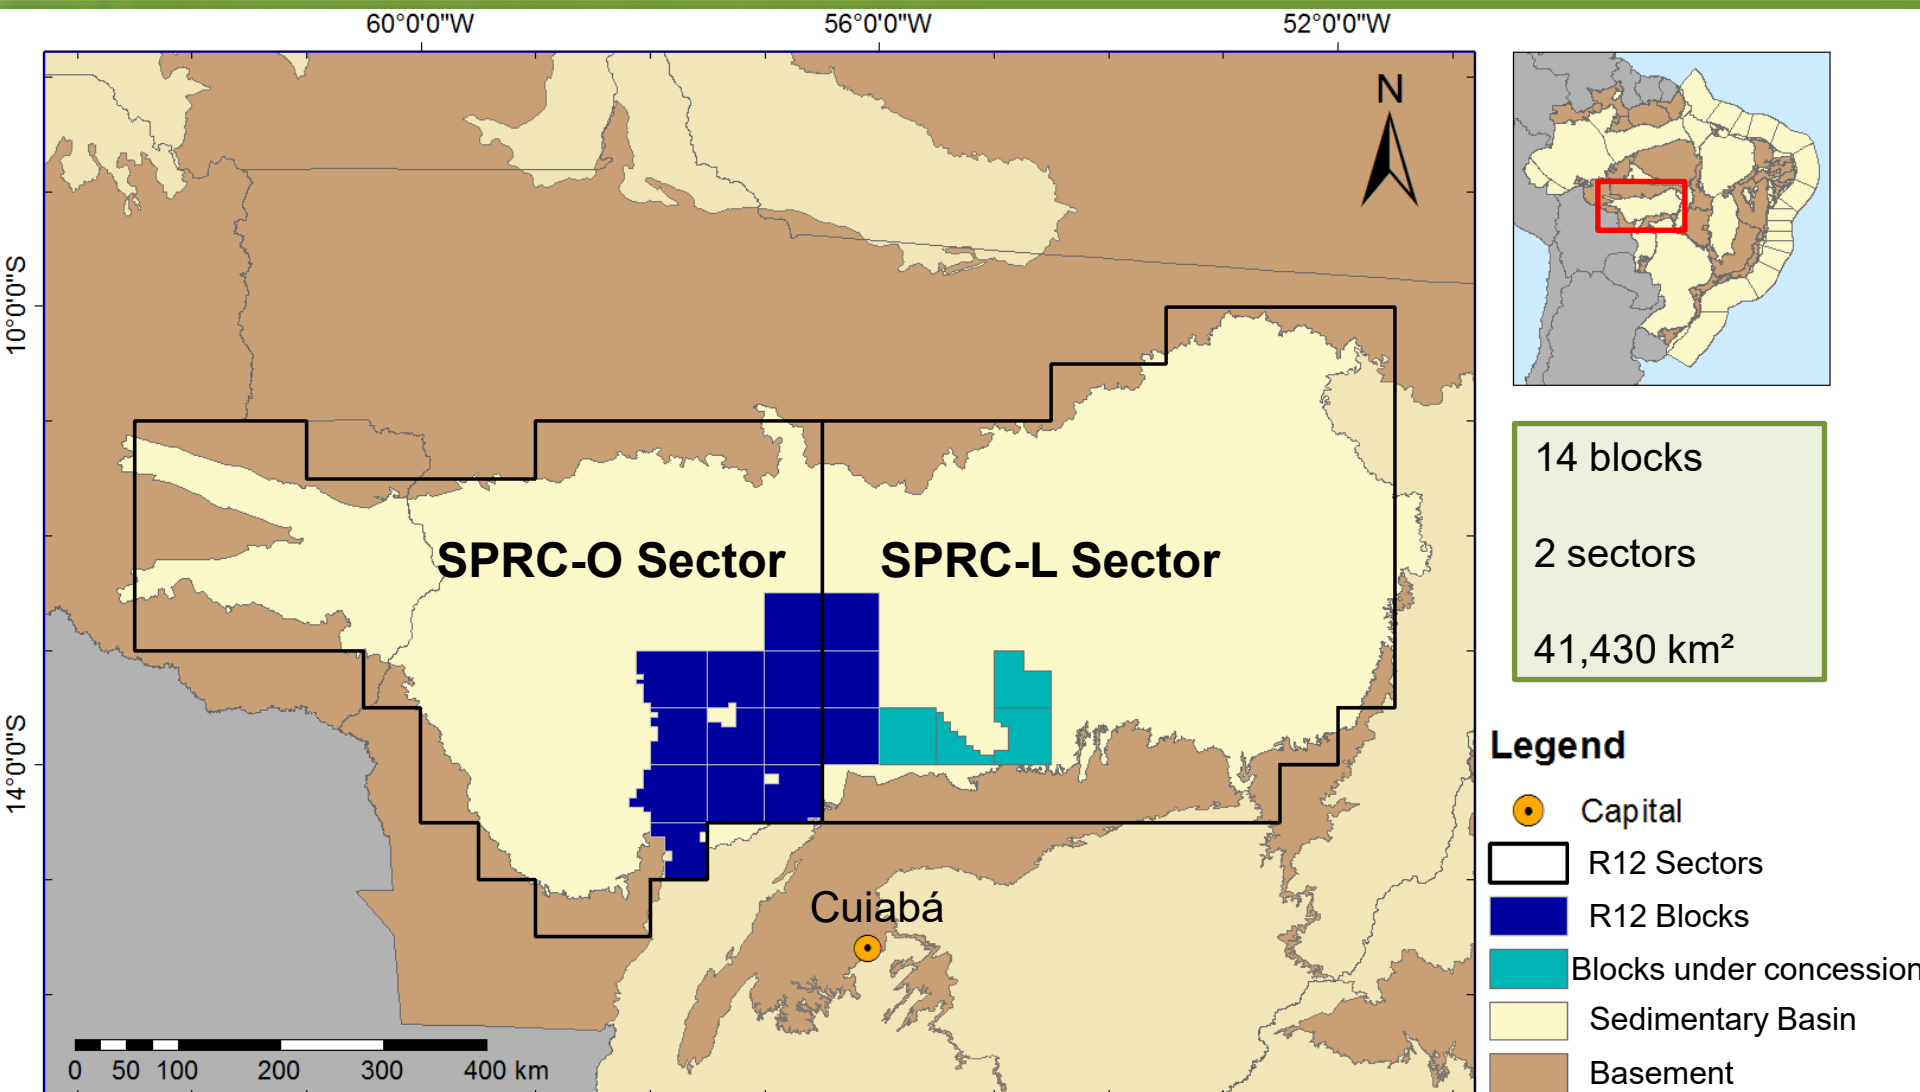 60°0'0"W
56°0'0"W
52°0'0"W
N
10°0'0"S
14°0'0"S
SPRC-O Sector
SPRC-L Sector
Cuiabá
0 50 100 200 300 400 km
14 blocks
2 sectors
41,430 km²
Legend
Capital
R12 Sectors
R12 Blocks
Blocks under concession
Sedimentary Basin
Basement